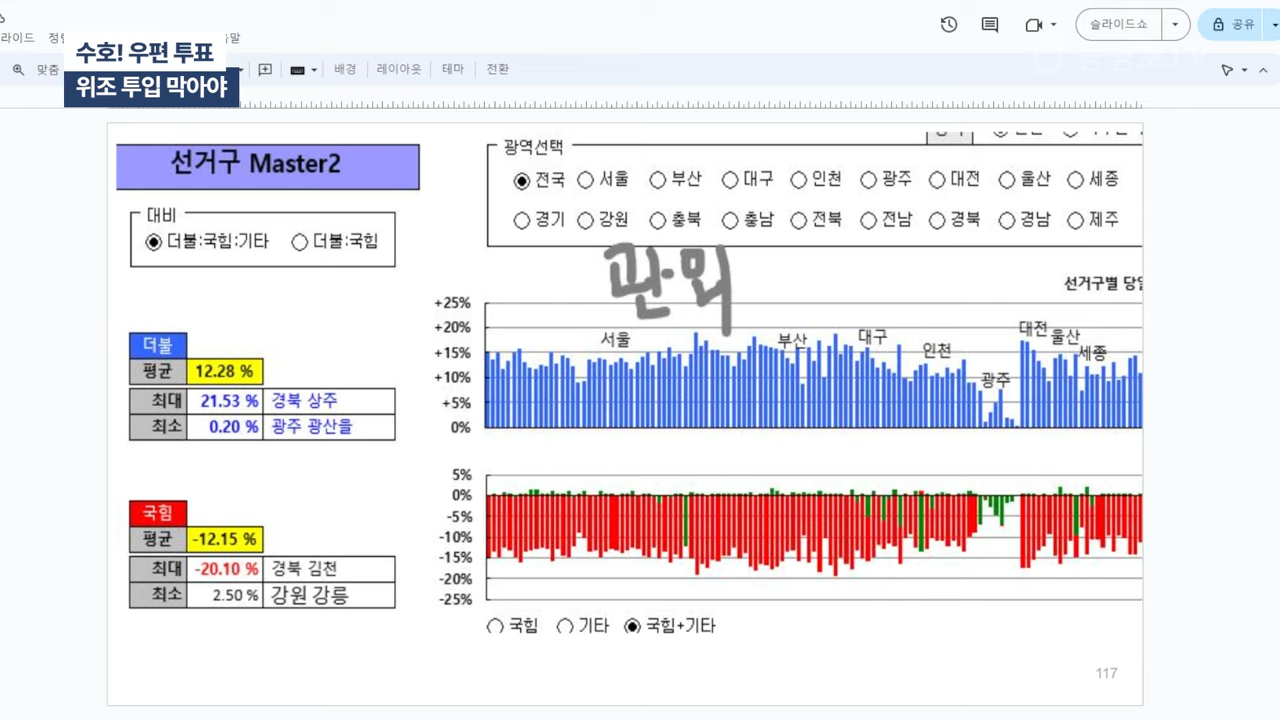 라이드
수호! 우편 투표
위조 투입 막아야
슬라이드쇼
공유
맞춤
배경
레이아웃
테마
전환
선거구 Master2
대비
더불:국힘:기타 더불:국힘
광역선택
전국 서울 부산 대구 인천 광주 대전 울산 세종
경기 강원 충북 충남 전북 전남 경북 경남 제주
관외
선거구별 당일
더불
평균 12.28 %
최대 21.53 % 경북 상주
최소 0.20 % 광주 광산을
+25%
+20%
+15%
+10%
+5%
0%
서울 부산 대구 인천 광주 대전 울산 세종
국힘
평균 -12.15 %
최대 -20.10 % 경북 김천
최소 2.50 % 강원 강릉
5%
0%
-5%
-10%
-15%
-20%
-25%
국힘 기타 국힘+기타
117